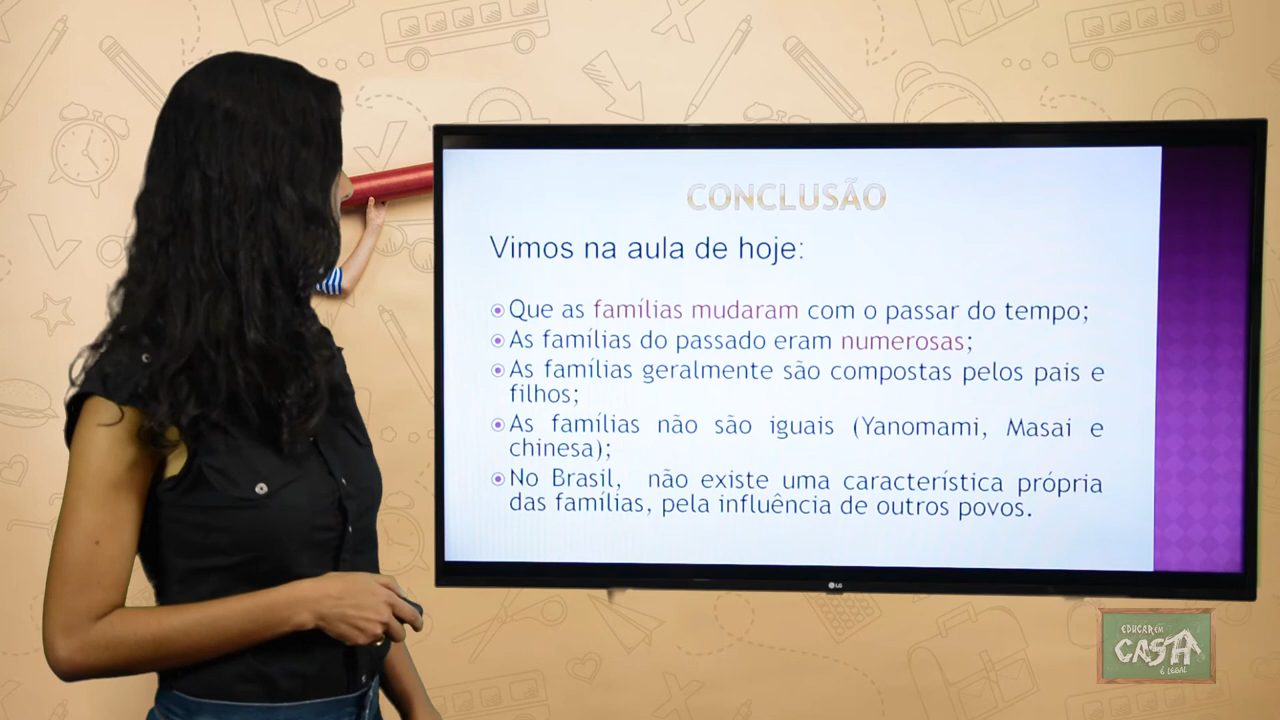 CONCLUSÃO
Vimos na aula de hoje:
Que as famílias mudaram com o passar do tempo;
As famílias do passado eram numerosas;
As famílias geralmente são compostas pelos pais e
filhos;
As famílias não são iguais (Yanomami, Masai e
chinesa);
No Brasil, não existe uma característica própria
das famílias, pela influência de outros povos.
LG
EDUCAR EM
CASA
É LEGAL